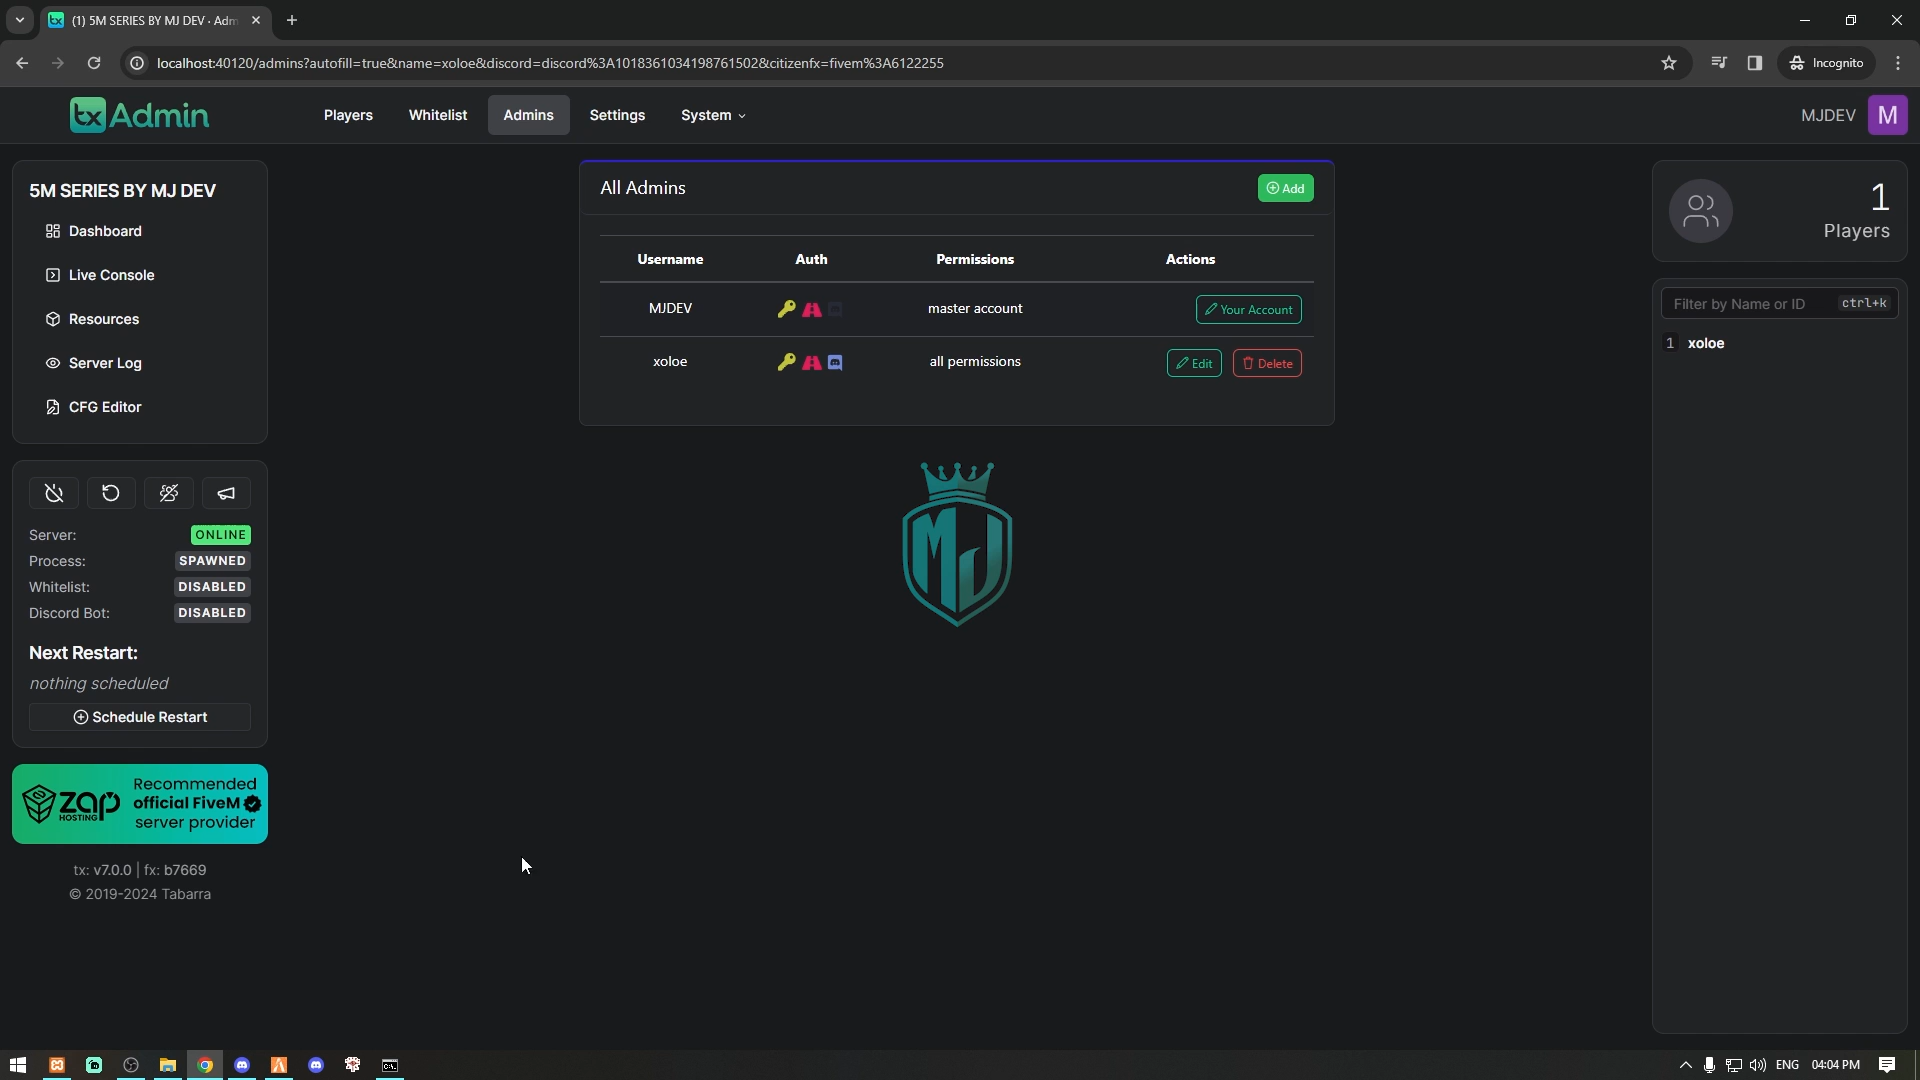 (1) 5M SERIES BY MJ DEV - Adm
localhost:40120/admins?autofill=true&name=xoloe&discord=discord%3A1018361034198761502&citizenfx=fivem%3A6122255
Incognito
tx Admin
Players
Whitelist
Admins
Settings
System
MJDEV
M
5M SERIES BY MJ DEV
Dashboard
Live Console
Resources
Server Log
CFG Editor
Server: ONLINE
Process: SPAWNED
Whitelist: DISABLED
Discord Bot: DISABLED
Next Restart:
nothing scheduled
Schedule Restart
ZAP HOSTING
Recommended
official FiveM
server provider
tx: v7.0.0 | fx: b7669
© 2019-2024 Tabarra
All Admins
Add
Username Auth Permissions Actions
MJDEV master account Your Account
xoloe all permissions Edit Delete
MJ
1
Players
Filter by Name or ID ctrl+k
1 xoloe
ENG 04:04 PM